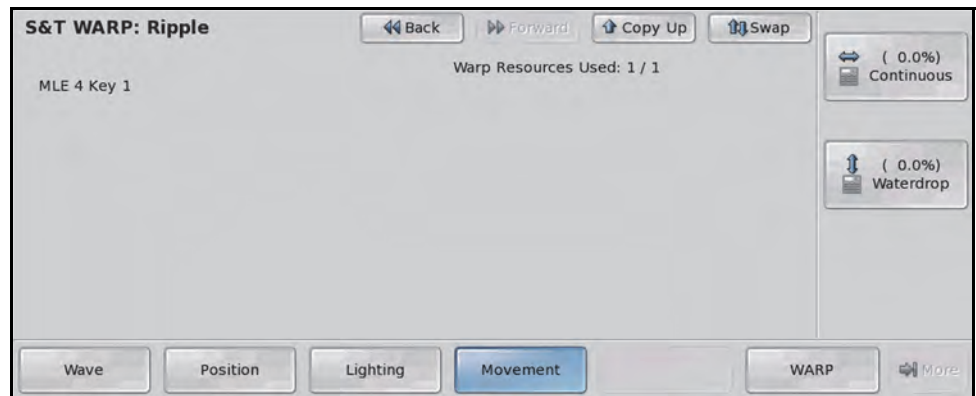 S&T WARP: Ripple
Back
Forward
Copy Up
Swap
MLE 4 Key 1
Warp Resources Used: 1 / 1
( 0.0%)
Continuous
( 0.0%)
Waterdrop
Wave
Position
Lighting
Movement
WARP
More